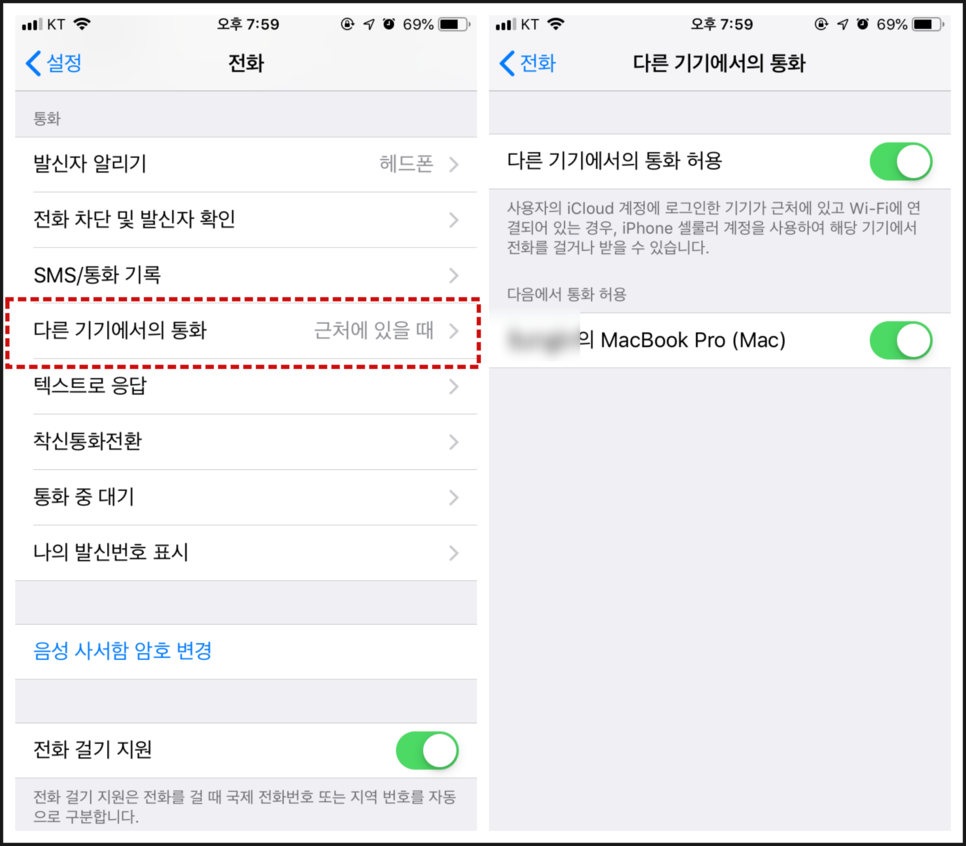 KT 오후 7:59 69%
설정 전화
통화
발신자 알리기 헤드폰
전화 차단 및 발신자 확인
SMS/통화 기록
다른 기기에서의 통화 근처에 있을 때
텍스트로 응답
착신통화전환
통화 중 대기
나의 발신번호 표시
음성 사서함 암호 변경
전화 걸기 지원
전화 걸기 지원은 전화를 걸 때 국제 전화번호 또는 지역 번호를 자동
으로 구분합니다.
KT 오후 7:59 69%
전화 다른 기기에서의 통화
다른 기기에서의 통화 허용
사용자의 iCloud 계정에 로그인한 기기가 근처에 있고 Wi-Fi에 연
결되어 있는 경우, iPhone 셀룰러 계정을 사용하여 해당 기기에서
전화를 걸거나 받을 수 있습니다.
다음에서 통화 허용
의 MacBook Pro (Mac)